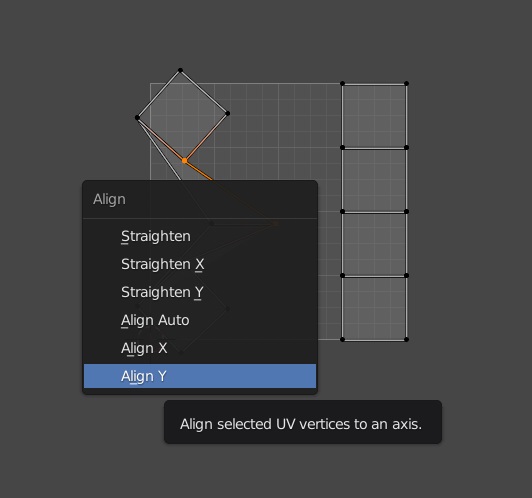 Align
Straighten
Straighten X
Straighten Y
Align Auto
Align X
Align Y
Align selected UV vertices to an axis.